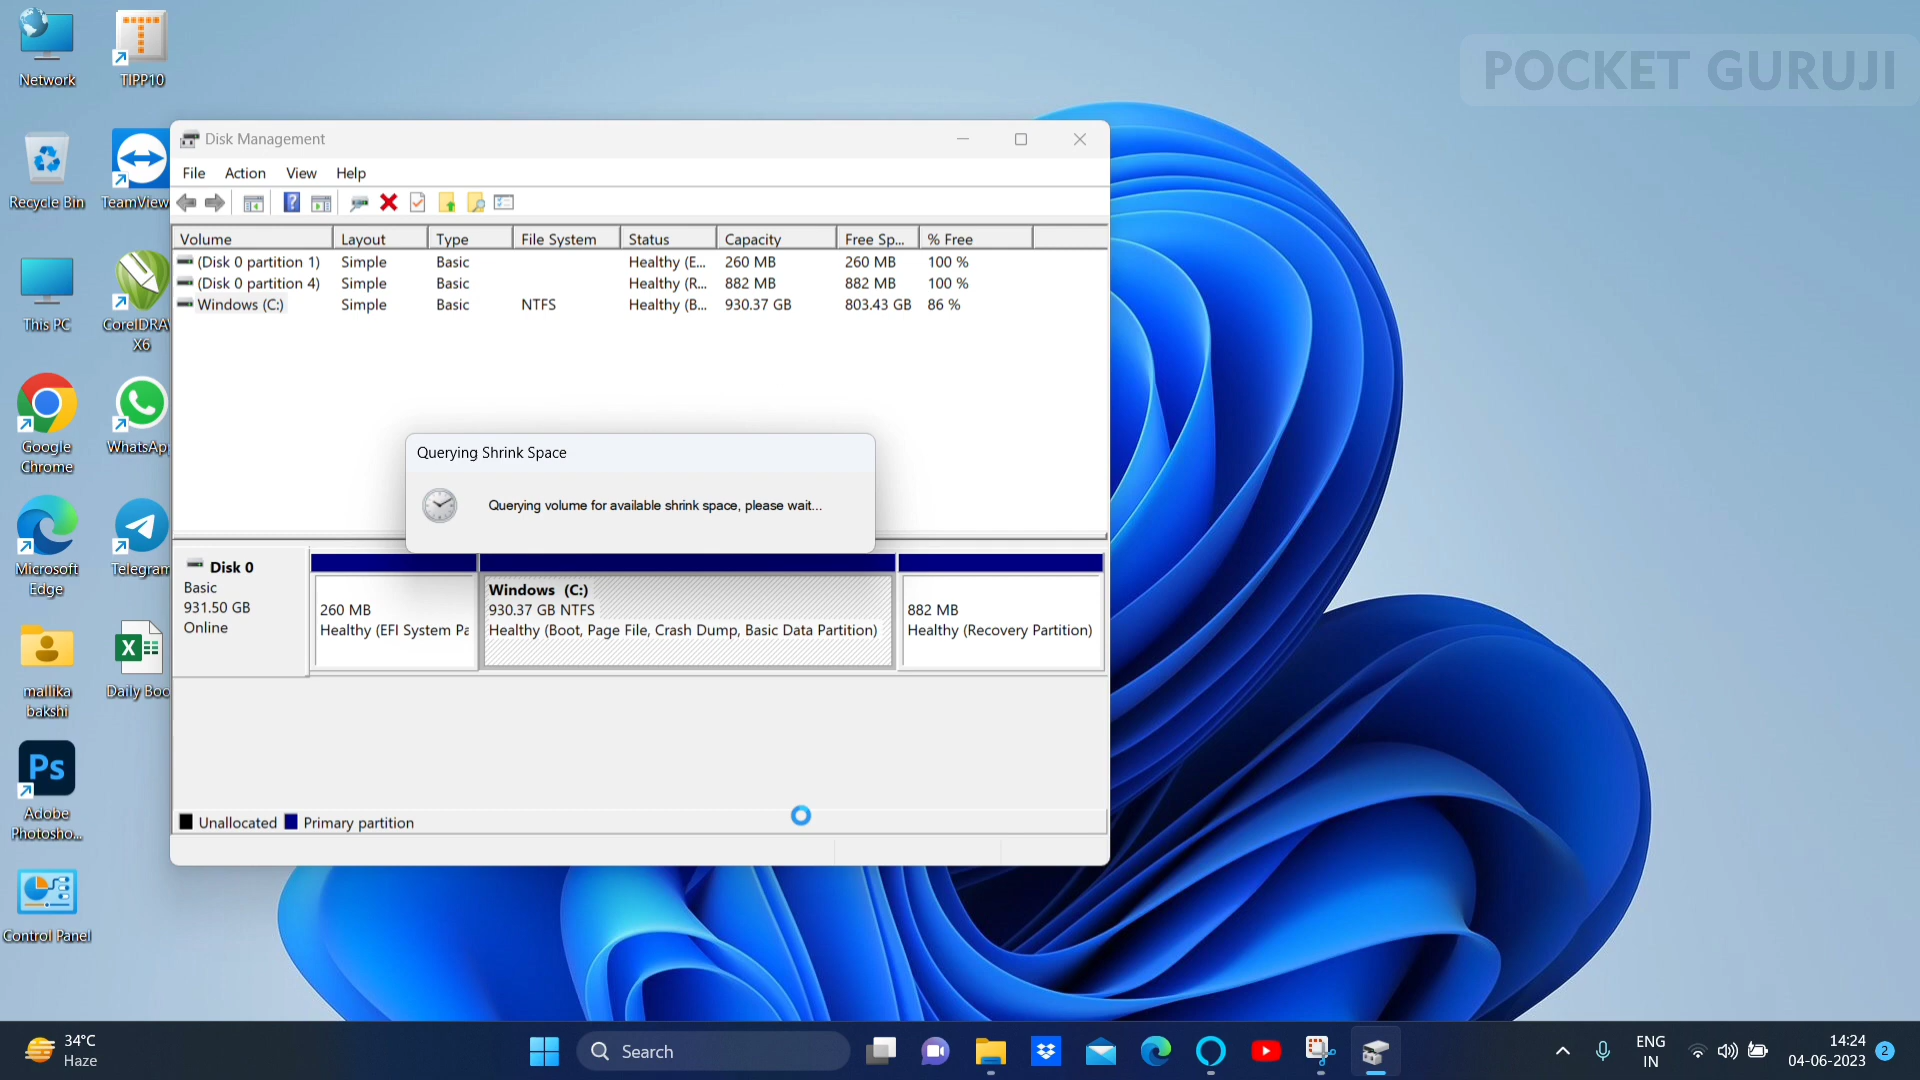 Network
TIPP10
POCKET GURUJI
Recycle Bin
TeamView
This PC
CorelDRA
X6
Google
Chrome
WhatsAp
Microsoft
Edge
Telegram
mallika
bakshi
Daily Boo
Ps
Adobe
Photosho...
Control Panel
Disk Management
File Action View Help
Volume Layout Type File System Status Capacity Free Sp... % Free
(Disk 0 partition 1) Simple Basic Healthy (E... 260 MB 260 MB 100 %
(Disk 0 partition 4) Simple Basic Healthy (R... 882 MB 882 MB 100 %
Windows (C:) Simple Basic NTFS Healthy (B... 930.37 GB 803.43 GB 86 %
Querying Shrink Space
Querying volume for available shrink space, please wait...
Disk 0
Basic
931.50 GB
Online
260 MB
Healthy (EFI System Pa
Windows (C:)
930.37 GB NTFS
Healthy (Boot, Page File, Crash Dump, Basic Data Partition)
882 MB
Healthy (Recovery Partition)
Unallocated Primary partition
34°C
Haze
Search
ENG
IN
14:24
04-06-2023
2